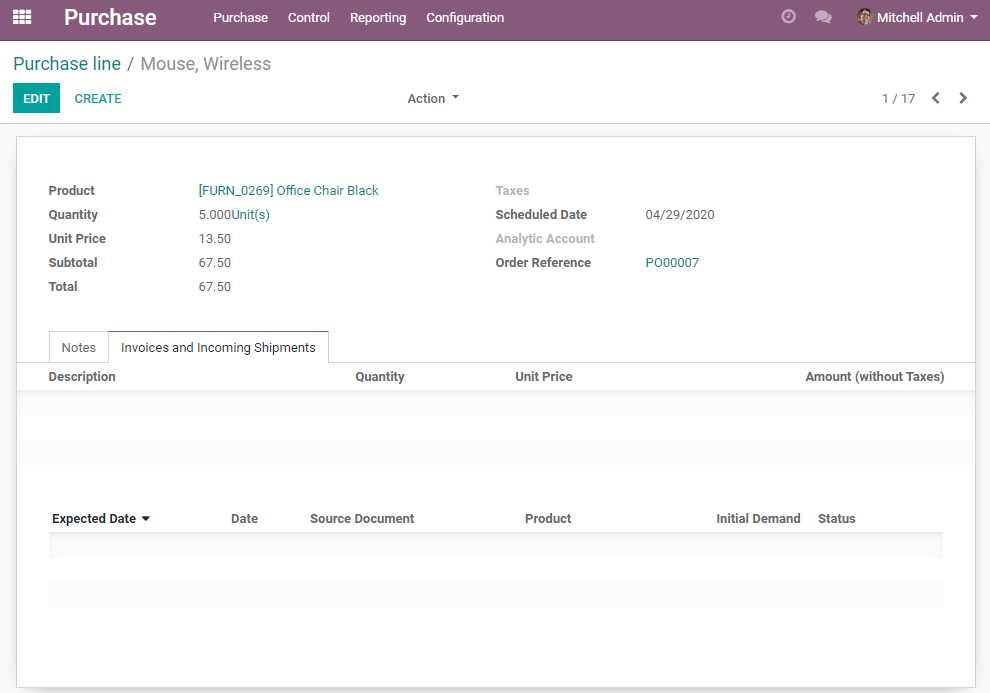 Purchase Purchase Control Reporting Configuration Mitchell Admin
Purchase line / Mouse, Wireless
EDIT CREATE Action 1 / 17
Product [FURN_0269] Office Chair Black Taxes
Quantity 5.000Unit(s) Scheduled Date 04/29/2020
Unit Price 13.50 Analytic Account
Subtotal 67.50 Order Reference PO00007
Total 67.50
Notes Invoices and Incoming Shipments
Description Quantity Unit Price Amount (without Taxes)
Expected Date Date Source Document Product Initial Demand Status